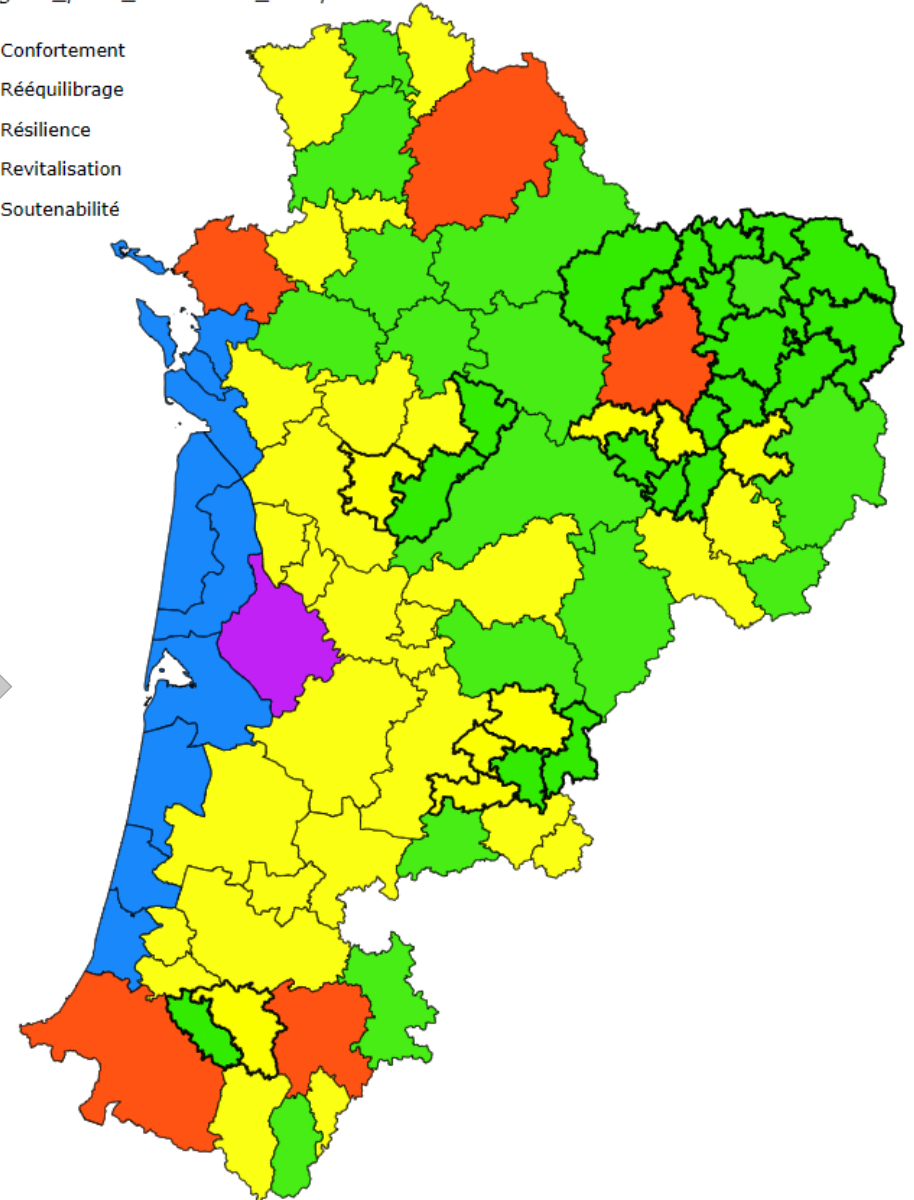 Confortement
Rééquilibrage
Résilience
Revitalisation
Soutenabilité